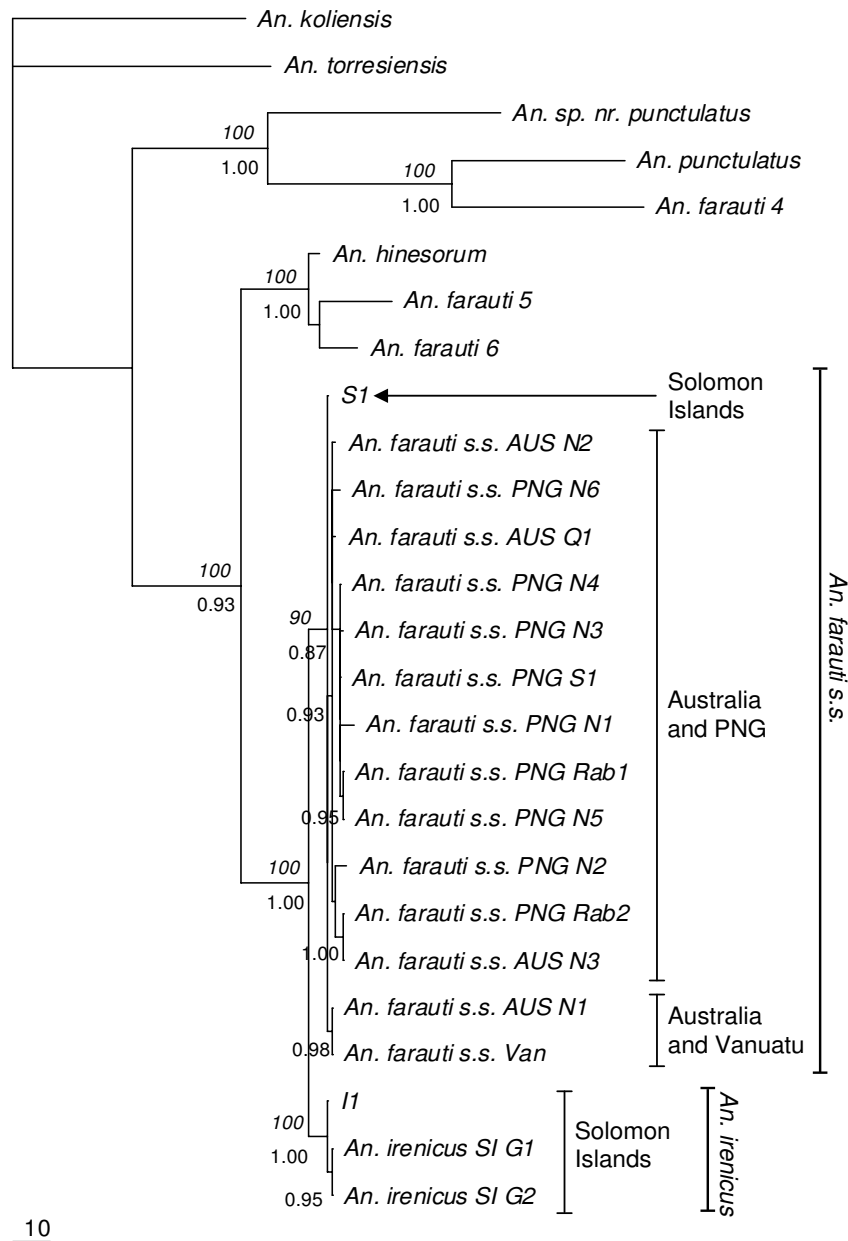 An. koliensis
An. torresiensis
An. sp. nr. punctulatus
100
1.00
An. punctulatus
100
1.00
An. farauti 4
An. hinesorum
100
1.00
An. farauti 5
An. farauti 6
S1
Solomon
Islands
An. farauti s.s. AUS N2
An. farauti s.s. PNG N6
An. farauti s.s. AUS Q1
100
0.93
An. farauti s.s. PNG N4
An. farauti s.s.
90
0.87
An. farauti s.s. PNG N3
An. farauti s.s. PNG S1
0.93
Australia
and PNG
An. farauti s.s. PNG N1
An. farauti s.s. PNG Rab1
0.95
An. farauti s.s. PNG N5
100
1.00
An. farauti s.s. PNG N2
An. farauti s.s. PNG Rab2
1.00
An. farauti s.s. AUS N3
An. farauti s.s. AUS N1
Australia
and Vanuatu
0.98
An. farauti s.s. Van
I1
100
1.00
An. irenicus SI G1
Solomon
Islands
An. irenicus
0.95
An. irenicus SI G2
10